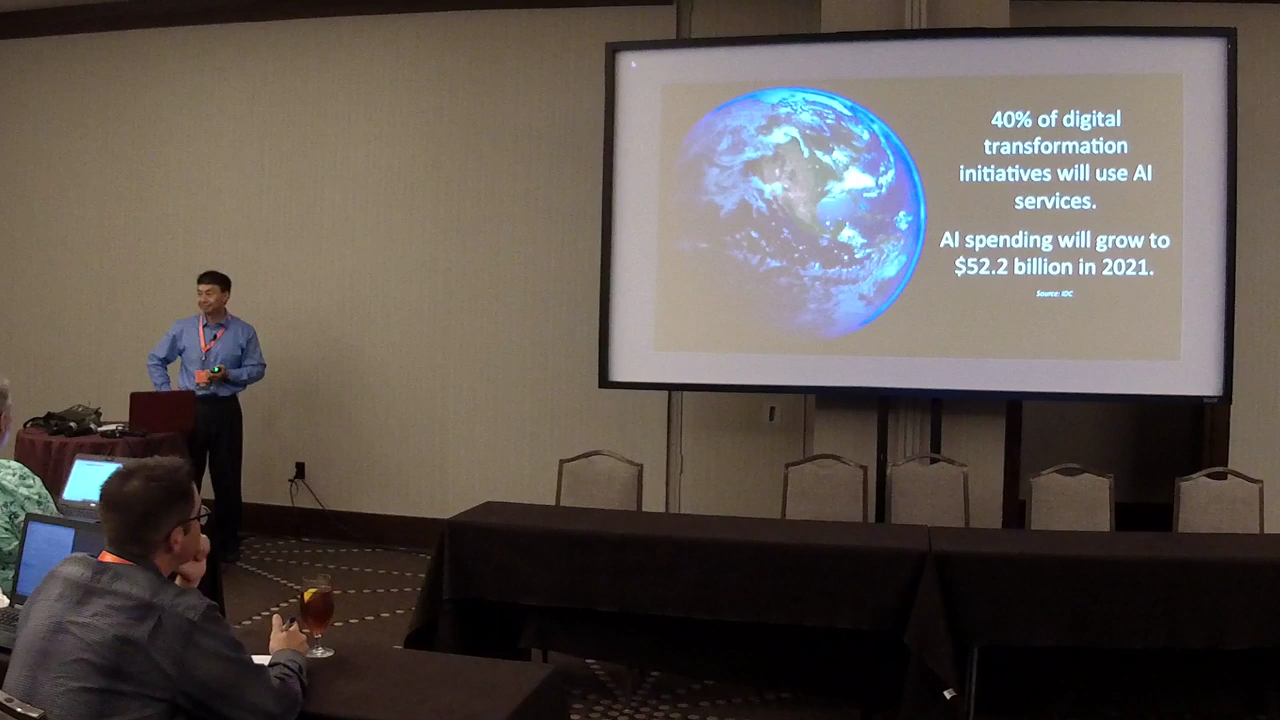 40% of digital
transformation
initiatives will use AI
services.
AI spending will grow to
$52.2 billion in 2021.
Source: IDC